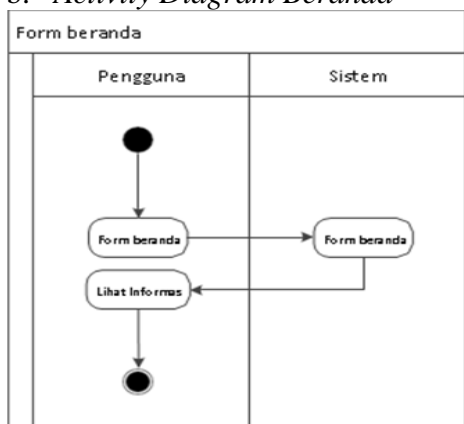 Activity Diagram Beranda
Form beranda
Pengguna
Sistem
Form beranda
Form beranda
Lihat Informas